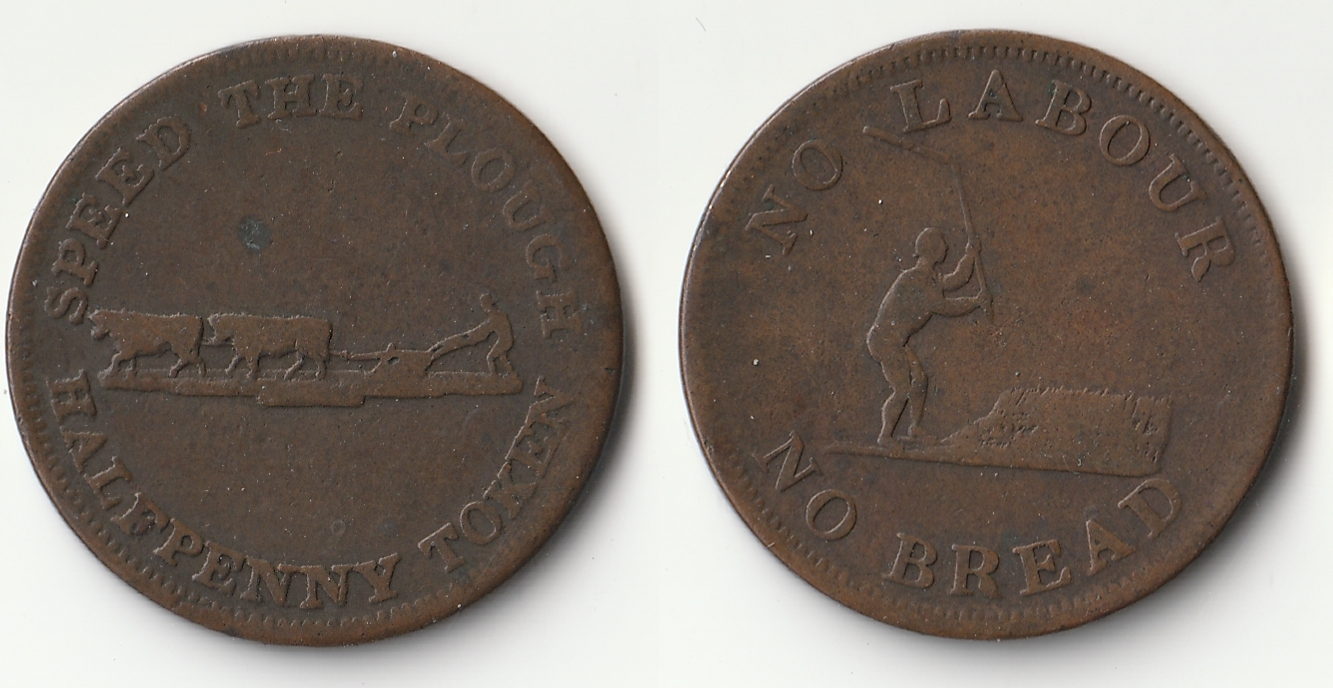 SPEED THE PLOUGH
HALFPENNY TOKEN
NO LABOUR
NO BREAD